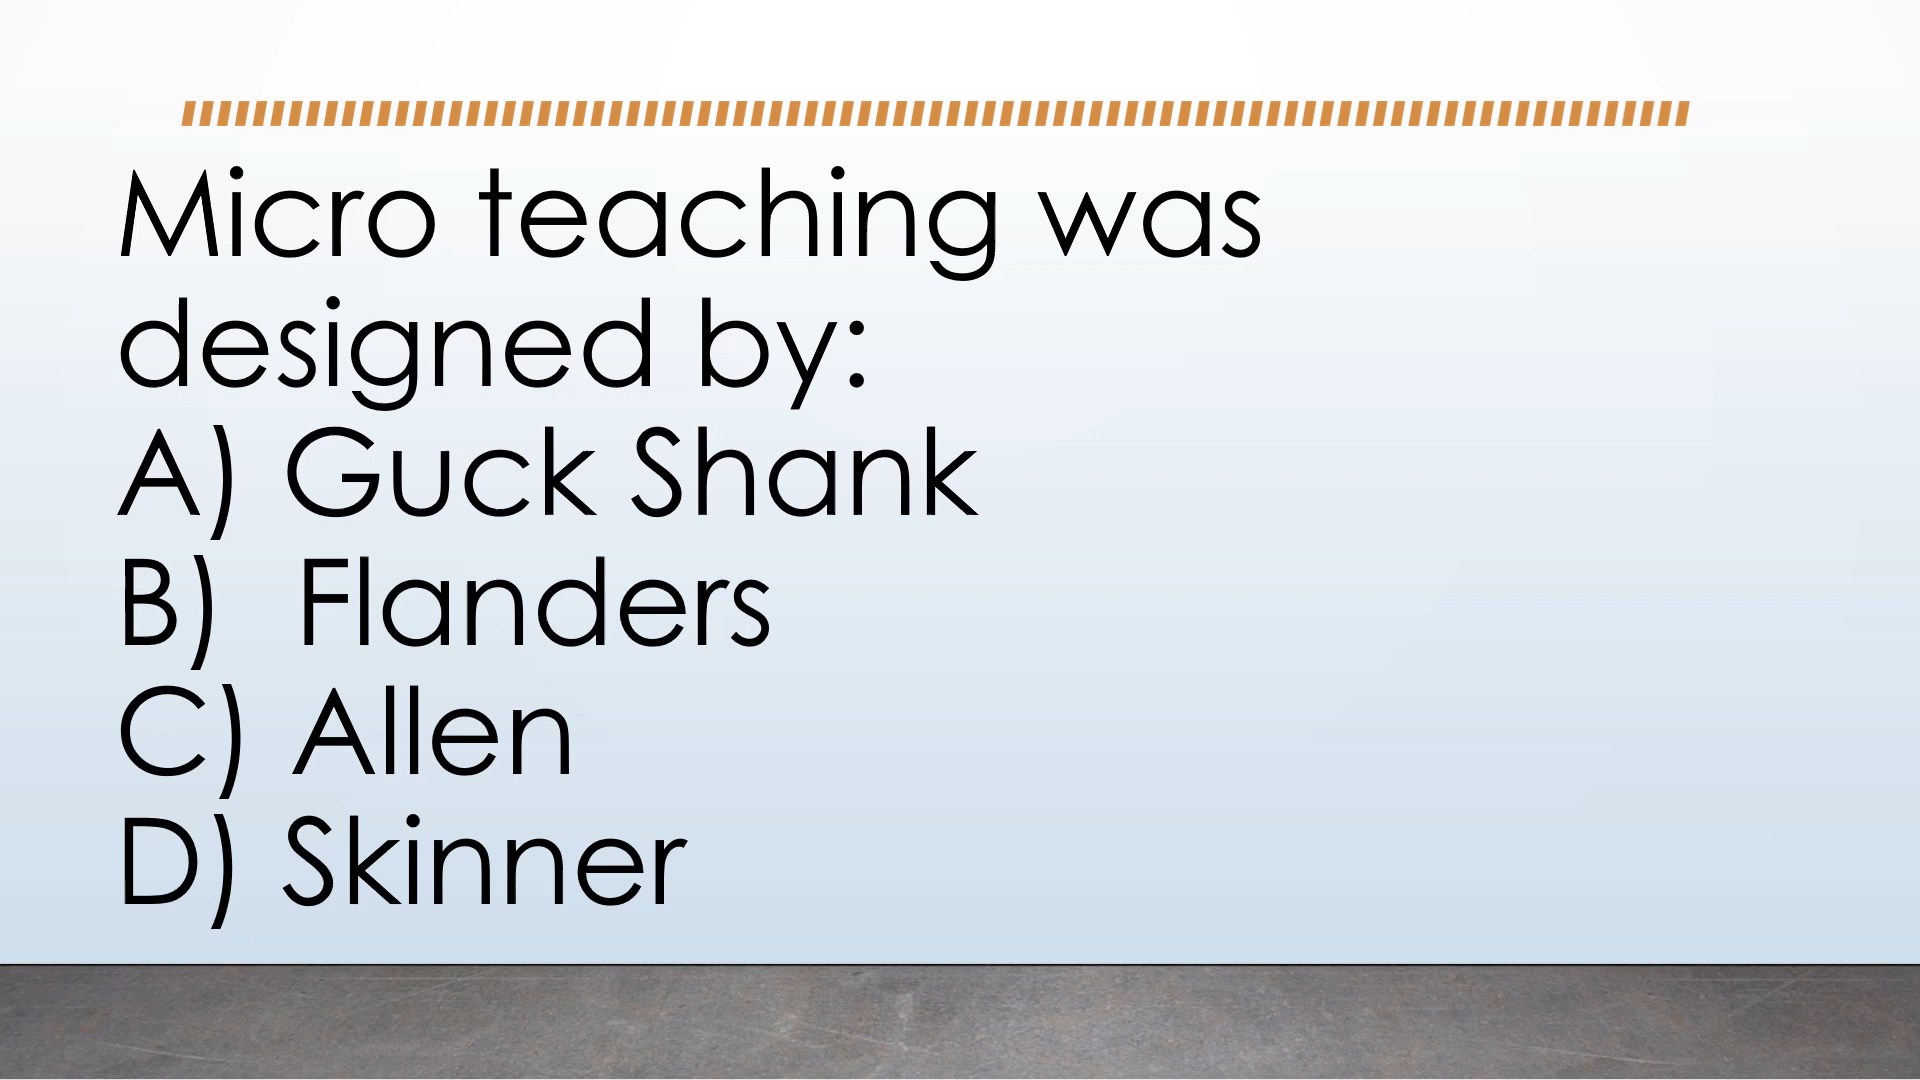 Micro teaching was
designed by:
A) Guck Shank
B) Flanders
C) Allen
D) Skinner